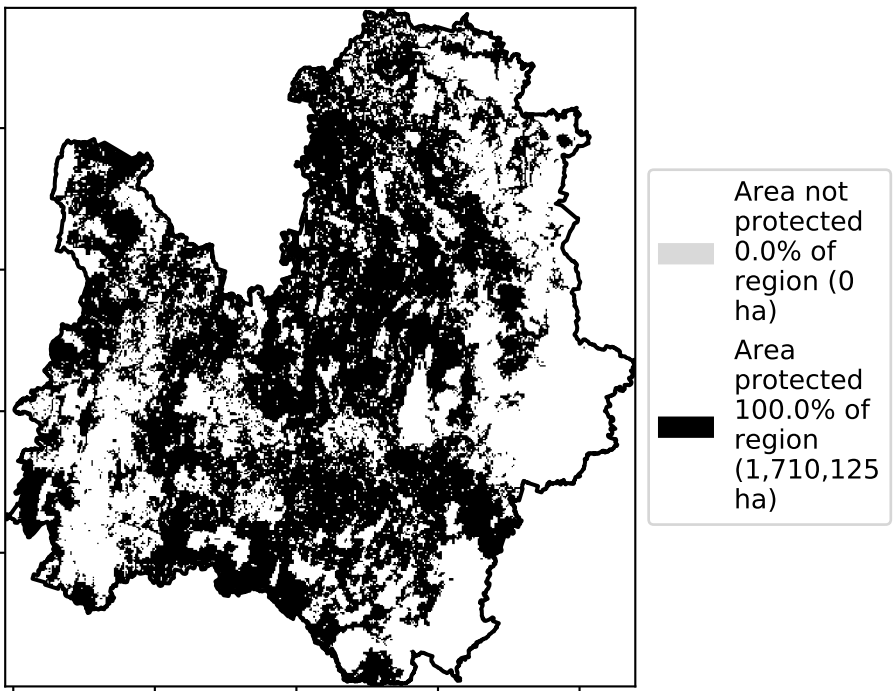 Area not
protected
0.0% of
region (0
ha)
Area
protected
100.0% of
region
(1,710,125
ha)